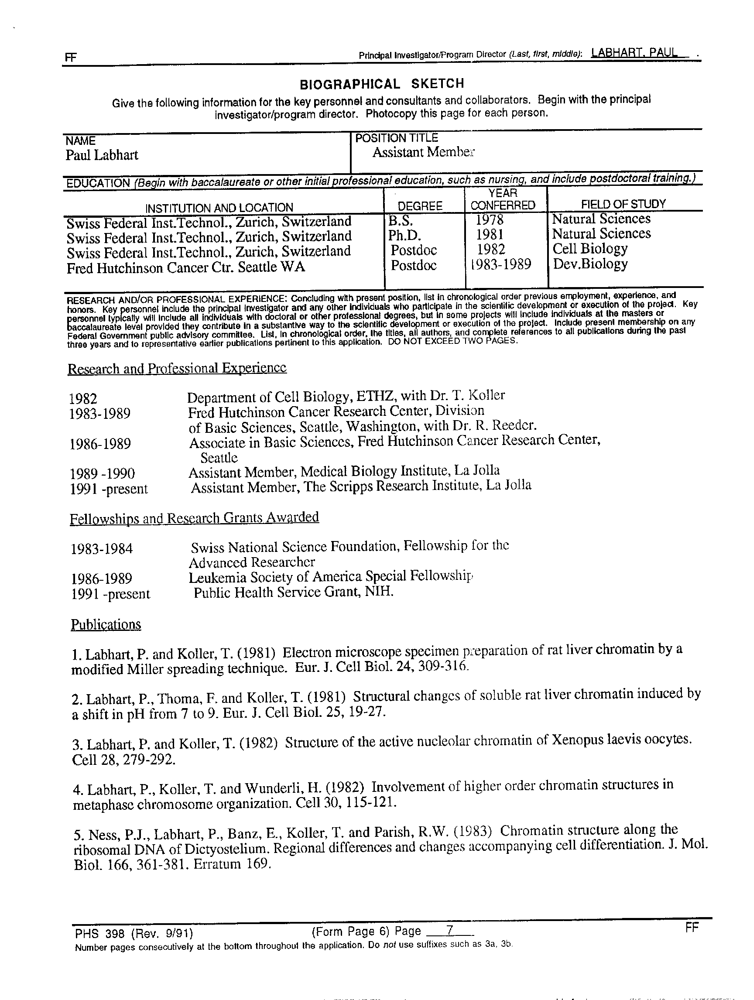 FF
Principal Investigator/Program Director (Last, first, middle): LABHART, PAUL
BIOGRAPHICAL SKETCH
Give the following information for the key personnel and consultants and collaborators. Begin with the principal
investigator/program director. Photocopy this page for each person.
NAME
POSITION TITLE
Paul Labhart
Assistant Member
EDUCATION (Begin with baccalaureate or other initial professional education, such as nursing, and include postdoctoral training.)
INSTITUTION AND LOCATION
DEGREE
YEAR
CONFERRED
FIELD OF STUDY
Swiss Federal Inst.Technol., Zurich, Switzerland B.S. 1978 Natural Sciences
Swiss Federal Inst.Technol., Zurich, Switzerland Ph.D. 1981 Natural Sciences
Swiss Federal Inst.Technol., Zurich, Switzerland Postdoc 1982 Cell Biology
Fred Hutchinson Cancer Ctr. Seattle WA Postdoc 1983-1989 Dev.Biology
RESEARCH AND/OR PROFESSIONAL EXPERIENCE: Concluding with present position, list in chronological order previous employment, experience, and
honors. Key personnel include the principal investigator and any other individuals who participate in the scientific development or execution of the project. Key
personnel typically will include all individuals with doctoral or other professional degrees, but in some projects will include individuals at the masters or
baccalaureate level provided they contribute in a substantive way to the scientific development or execution of the project. Include present membership on any
Federal Government public advisory committee. List, in chronological order, the titles, all authors, and complete references to all publications during the past
three years and to representative earlier publications pertinent to this application. DO NOT EXCEED TWO PAGES.
Research and Professional Experience
1982 Department of Cell Biology, ETHZ, with Dr. T. Koller
1983-1989 Fred Hutchinson Cancer Research Center, Division
of Basic Sciences, Seattle, Washington, with Dr. R. Reeder.
1986-1989 Associate in Basic Sciences, Fred Hutchinson Cancer Research Center,
Seattle
1989 -1990 Assistant Member, Medical Biology Institute, La Jolla
1991 -present Assistant Member, The Scripps Research Institute, La Jolla
Fellowships and Research Grants Awarded
1983-1984 Swiss National Science Foundation, Fellowship for the
Advanced Researcher
1986-1989 Leukemia Society of America Special Fellowship
1991 -present Public Health Service Grant, NIH.
Publications
1. Labhart, P. and Koller, T. (1981) Electron microscope specimen preparation of rat liver chromatin by a
modified Miller spreading technique. Eur. J. Cell Biol. 24, 309-316.
2. Labhart, P., Thoma, F. and Koller, T. (1981) Structural changes of soluble rat liver chromatin induced by
a shift in pH from 7 to 9. Eur. J. Cell Biol. 25, 19-27.
3. Labhart, P. and Koller, T. (1982) Structure of the active nucleolar chromatin of Xenopus laevis oocytes.
Cell 28, 279-292.
4. Labhart, P., Koller, T. and Wunderli, H. (1982) Involvement of higher order chromatin structures in
metaphase chromosome organization. Cell 30, 115-121.
5. Ness, P.J., Labhart, P., Banz, E., Koller, T. and Parish, R.W. (1983) Chromatin structure along the
ribosomal DNA of Dictyostelium. Regional differences and changes accompanying cell differentiation. J. Mol.
Biol. 166, 361-381. Erratum 169.
PHS 398 (Rev. 9/91) (Form Page 6) Page 7 FF
Number pages consecutively at the bottom throughout the application. Do not use suffixes such as 3a, 3b.